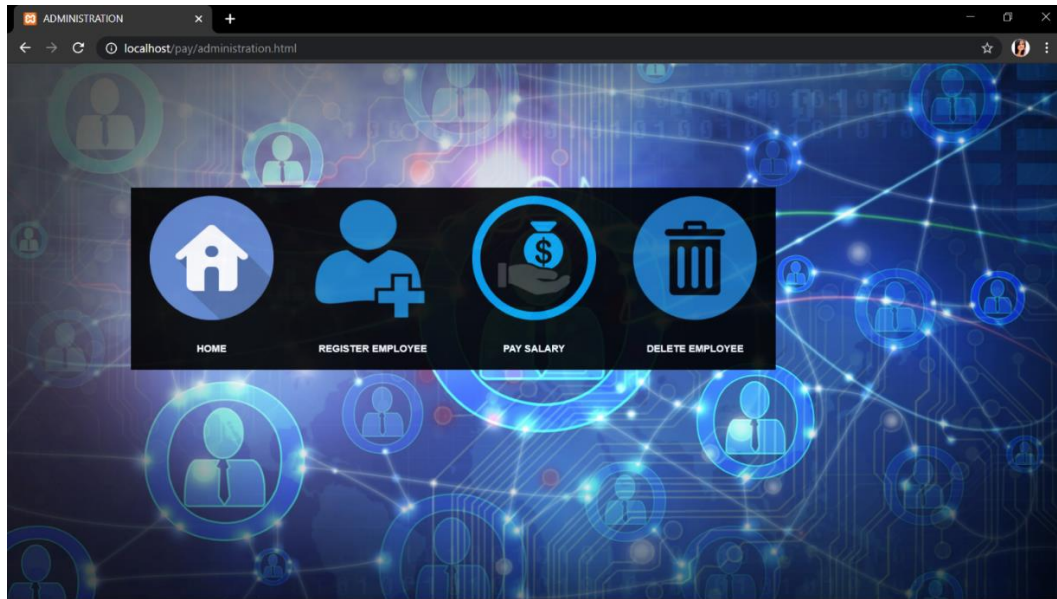 ADMINISTRATION
localhost/pay/administration.html
HOME
REGISTER EMPLOYEE
PAY SALARY
DELETE EMPLOYEE